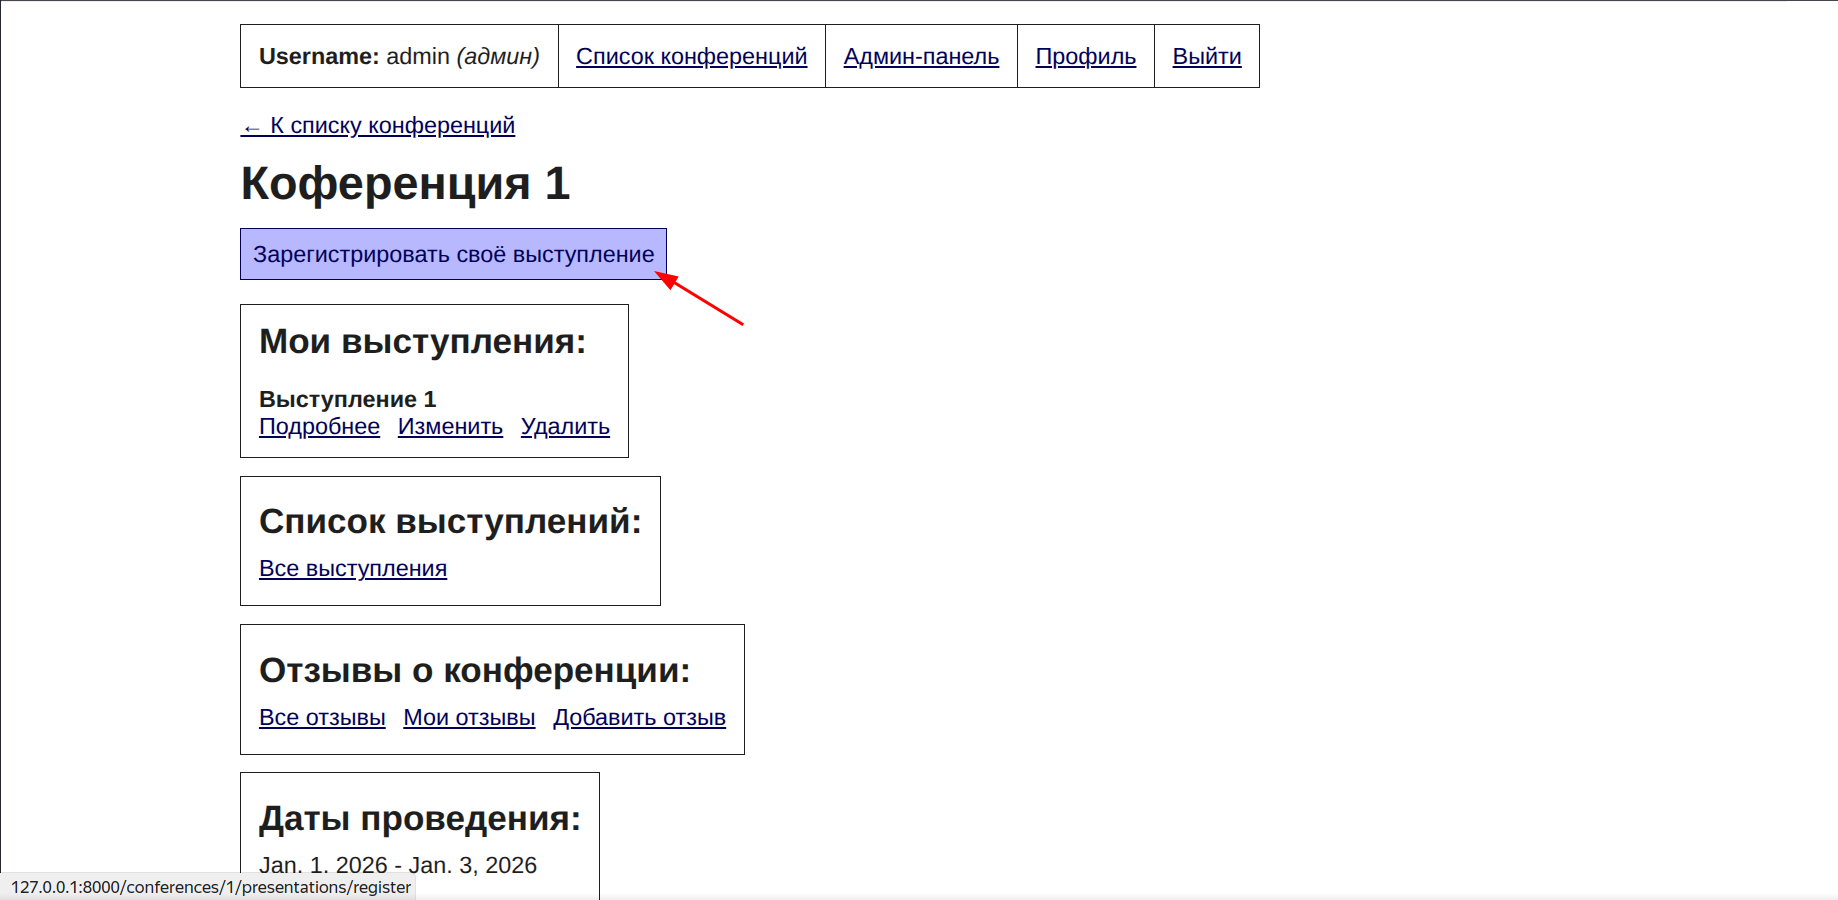 Username: admin (админ) Список конференций Админ-панель Профиль Выйти
← К списку конференций
Коференция 1
Зарегистрировать своё выступление
Мои выступления:
Выступление 1
Подробнее Изменить Удалить
Список выступлений:
Все выступления
Отзывы о конференции:
Все отзывы Мои отзывы Добавить отзыв
Даты проведения:
Jan. 1, 2026 - Jan. 3, 2026
127.0.0.1:8000/conferences/1/presentations/register